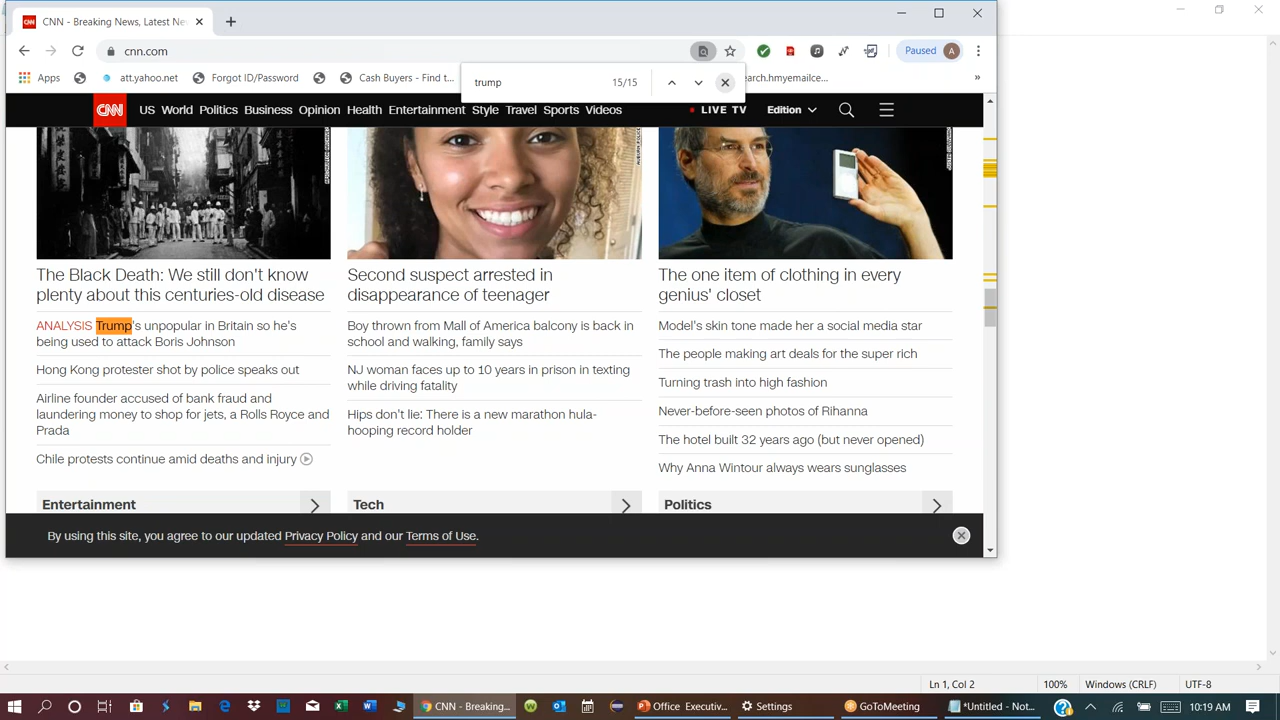 CNN - Breaking News, Latest Ne
cnn.com
Paused A
Apps att.yahoo.net Forgot ID/Password Cash Buyers - Find t... earch.hmyemailce... »
trump 15/15
CNN US World Politics Business Opinion Health Entertainment Style Travel Sports Videos LIVE TV Edition
The Black Death: We still don't know
plenty about this centuries-old disease
ANALYSIS Trump's unpopular in Britain so he's
being used to attack Boris Johnson
Hong Kong protester shot by police speaks out
Airline founder accused of bank fraud and
laundering money to shop for jets, a Rolls Royce and
Prada
Chile protests continue amid deaths and injury
Entertainment
Second suspect arrested in
disappearance of teenager
Boy thrown from Mall of America balcony is back in
school and walking, family says
NJ woman faces up to 10 years in prison in texting
while driving fatality
Hips don't lie: There is a new marathon hula-
hooping record holder
Tech
The one item of clothing in every
genius' closet
Model's skin tone made her a social media star
The people making art deals for the super rich
Turning trash into high fashion
Never-before-seen photos of Rihanna
The hotel built 32 years ago (but never opened)
Why Anna Wintour always wears sunglasses
Politics
By using this site, you agree to our updated Privacy Policy and our Terms of Use.
Ln 1, Col 2 100% Windows (CRLF) UTF-8
CNN - Breaking... Office Executiv... Settings GoToMeeting *Untitled - Not... 10:19 AM